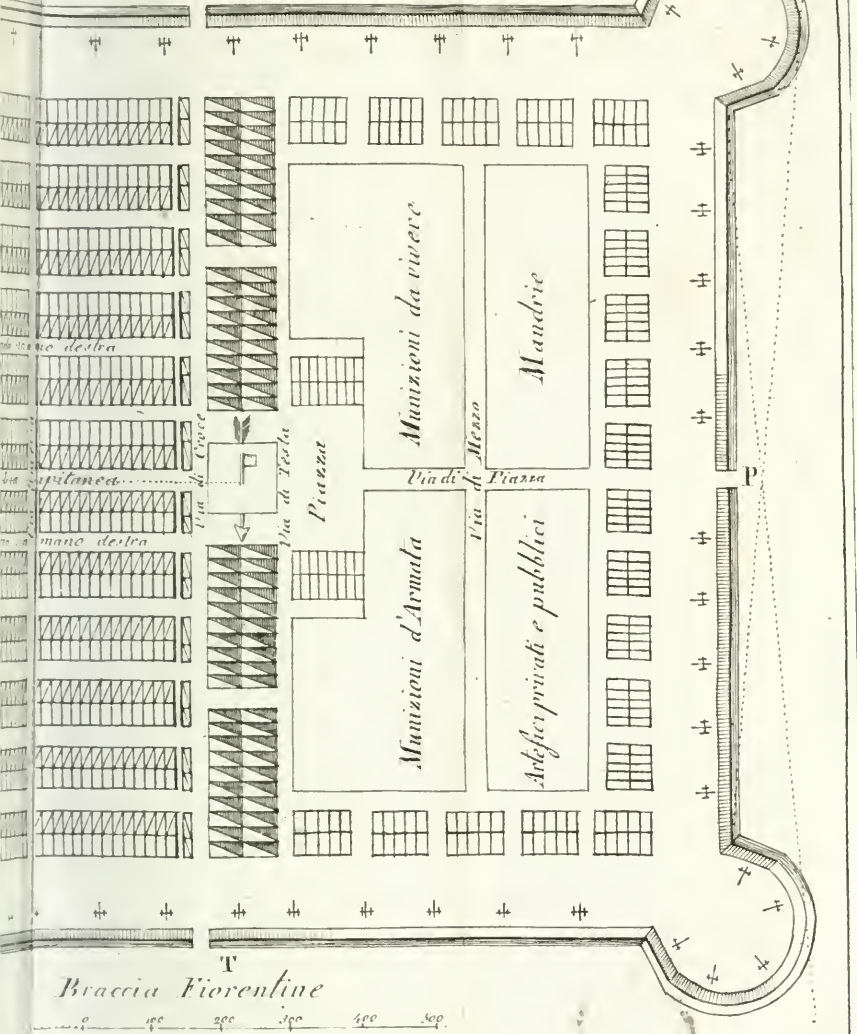 Munizioni da vivere
Mandrie
mano destra
Via di Croce
Via di Testa
Piazza
Via di Mezzo
Capitanea
Via di Piazza
P
mano destra
Munizioni d'Armata
Artefici privati e pubblici
T
Braccia Fiorentine
0 100 200 300 400 500